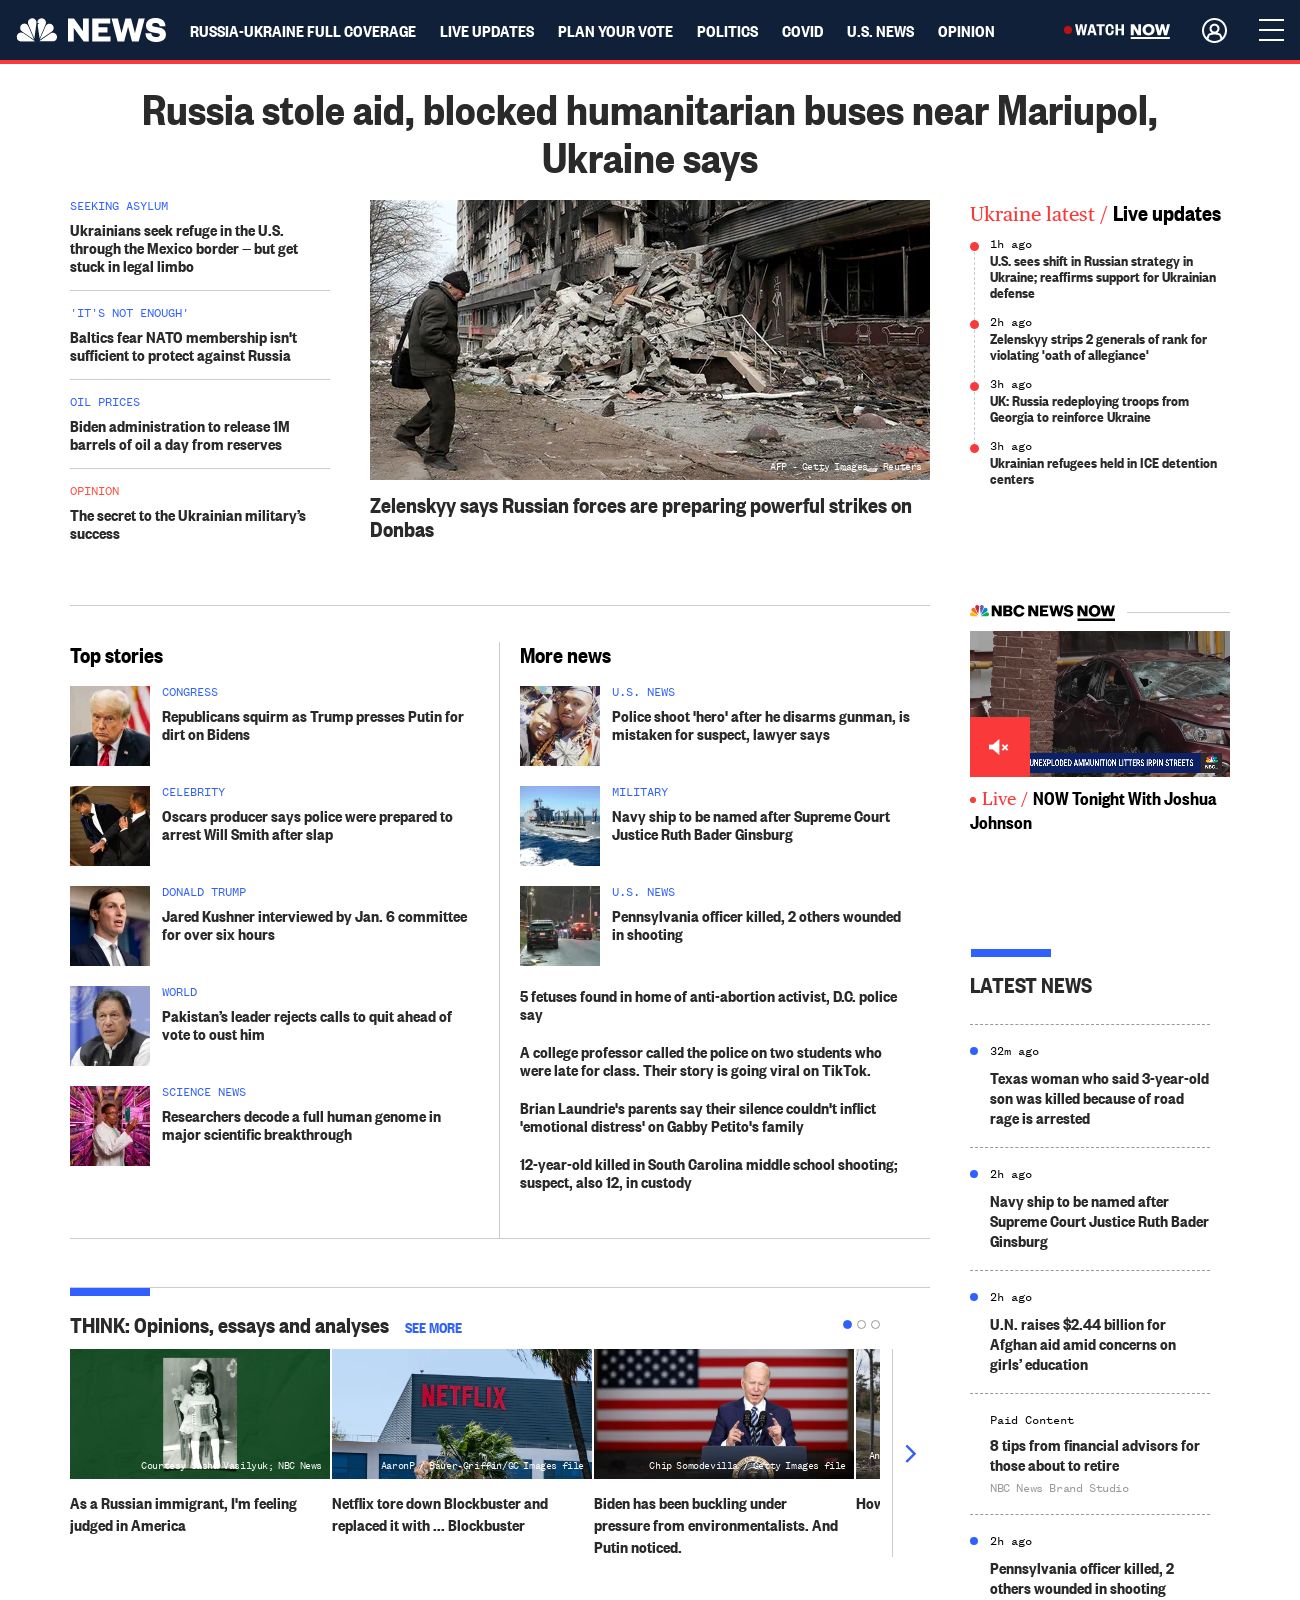 NEWS
RUSSIA-UKRAINE FULL COVERAGE
LIVE UPDATES
PLAN YOUR VOTE
POLITICS
COVID
U.S. NEWS
OPINION
WATCH NOW
Russia stole aid, blocked humanitarian buses near Mariupol,
Ukraine says
SEEKING ASYLUM
Ukrainians seek refuge in the U.S.
through the Mexico border — but get
stuck in legal limbo
'IT'S NOT ENOUGH'
Baltics fear NATO membership isn't
sufficient to protect against Russia
OIL PRICES
Biden administration to release 1M
barrels of oil a day from reserves
OPINION
The secret to the Ukrainian military’s
success
AFP - Getty Images / Reuters
Zelenskyy says Russian forces are preparing powerful strikes on
Donbas
Ukraine latest / Live updates
1h ago
U.S. sees shift in Russian strategy in
Ukraine; reaffirms support for Ukrainian
defense
2h ago
Zelenskyy strips 2 generals of rank for
violating 'oath of allegiance'
3h ago
UK: Russia redeploying troops from
Georgia to reinforce Ukraine
3h ago
Ukrainian refugees held in ICE detention
centers
NBC NEWS NOW
UNEXPLODED AMMUNITION LITTERS IRPIN STREETS
NBC
Live / NOW Tonight With Joshua
Johnson
Top stories
CONGRESS
Republicans squirm as Trump presses Putin for
dirt on Bidens
CELEBRITY
Oscars producer says police were prepared to
arrest Will Smith after slap
DONALD TRUMP
Jared Kushner interviewed by Jan. 6 committee
for over six hours
WORLD
Pakistan’s leader rejects calls to quit ahead of
vote to oust him
SCIENCE NEWS
Researchers decode a full human genome in
major scientific breakthrough
More news
U.S. NEWS
Police shoot 'hero' after he disarms gunman, is
mistaken for suspect, lawyer says
MILITARY
Navy ship to be named after Supreme Court
Justice Ruth Bader Ginsburg
U.S. NEWS
Pennsylvania officer killed, 2 others wounded
in shooting
5 fetuses found in home of anti-abortion activist, D.C. police
say
A college professor called the police on two students who
were late for class. Their story is going viral on TikTok.
Brian Laundrie's parents say their silence couldn't inflict
'emotional distress' on Gabby Petito's family
12-year-old killed in South Carolina middle school shooting;
suspect, also 12, in custody
LATEST NEWS
32m ago
Texas woman who said 3-year-old
son was killed because of road
rage is arrested
2h ago
Navy ship to be named after
Supreme Court Justice Ruth Bader
Ginsburg
2h ago
U.N. raises $2.44 billion for
Afghan aid amid concerns on
girls’ education
Paid Content
8 tips from financial advisors for
those about to retire
NBC News Brand Studio
2h ago
Pennsylvania officer killed, 2
others wounded in shooting
THINK: Opinions, essays and analyses
SEE MORE
Courtesy Sasha Vasilyuk; NBC News
As a Russian immigrant, I'm feeling
judged in America
NETFLIX
AaronP / Bauer-Griffin/GC Images file
Netflix tore down Blockbuster and
replaced it with ... Blockbuster
Chip Somodevilla / Getty Images file
Biden has been buckling under
pressure from environmentalists. And
Putin noticed.
An
How